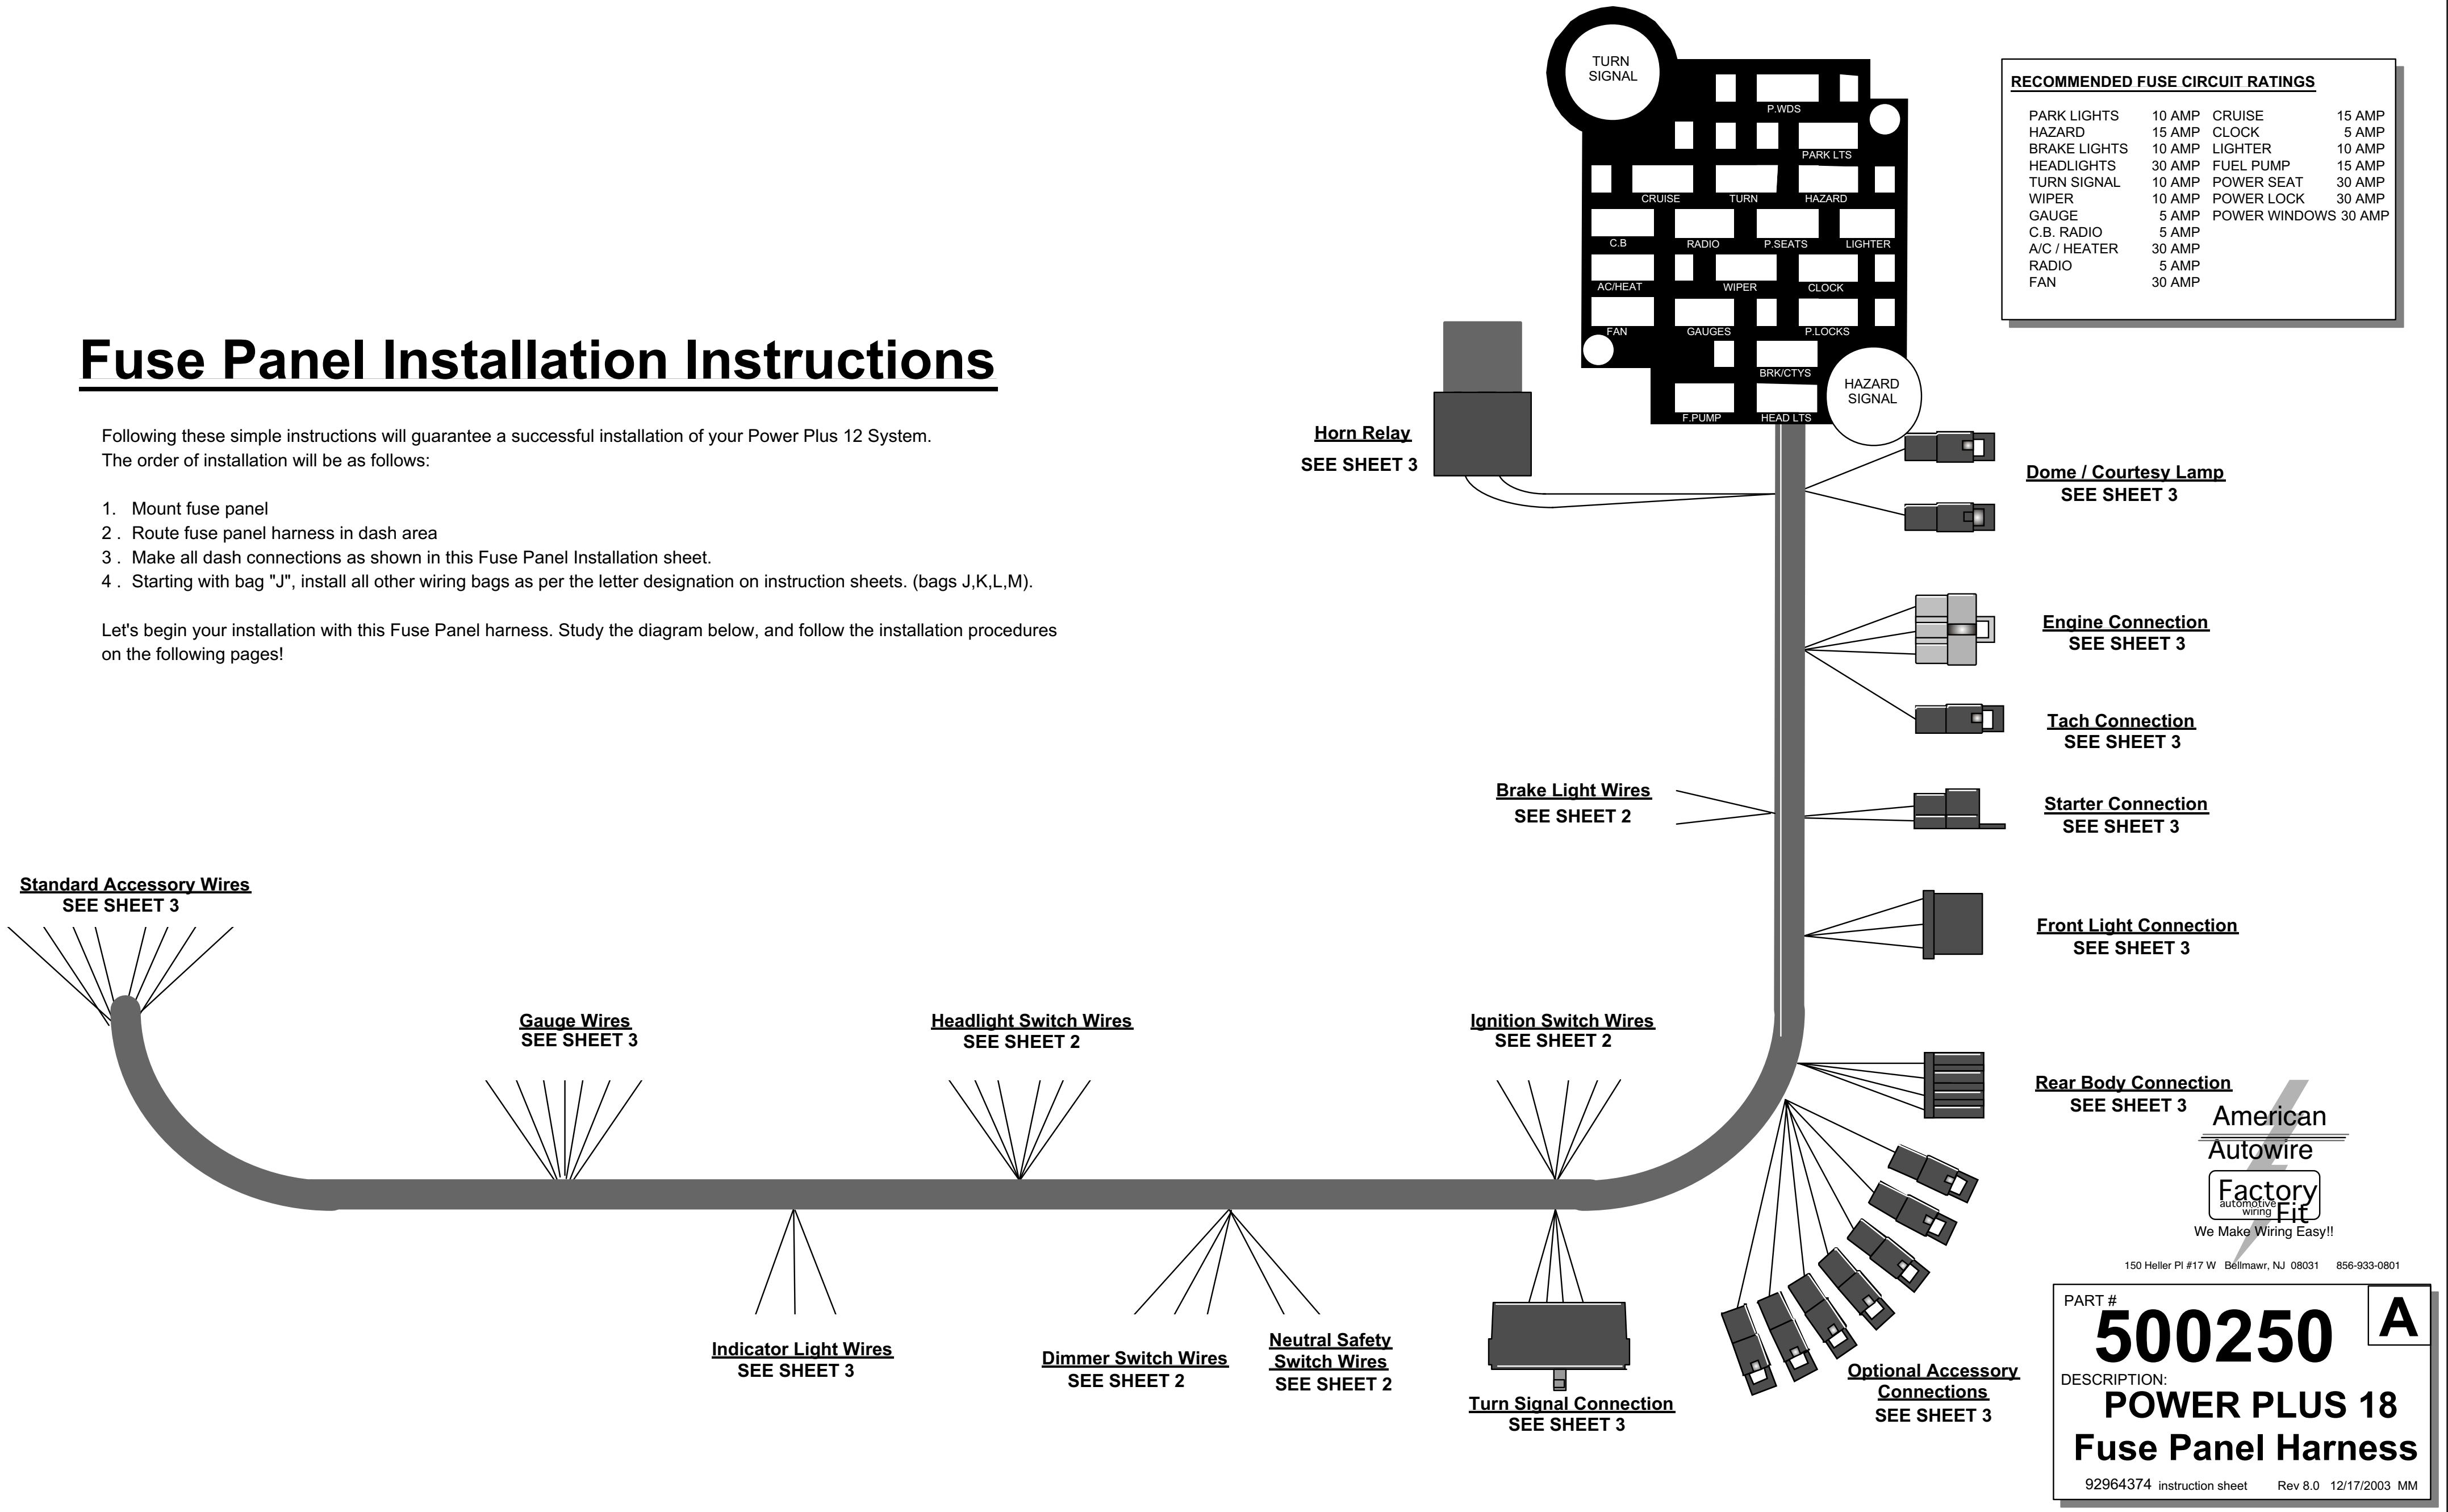 TURN
SIGNAL
P.WDS
PARK LTS
CRUISE TURN HAZARD
C.B RADIO P.SEATS LIGHTER
AC/HEAT WIPER CLOCK
FAN GAUGES P.LOCKS
BRK/CTYS
F.PUMP HEAD LTS
HAZARD
SIGNAL
RECOMMENDED FUSE CIRCUIT RATINGS
PARK LIGHTS 10 AMP CRUISE 15 AMP
HAZARD 15 AMP CLOCK 5 AMP
BRAKE LIGHTS 10 AMP LIGHTER 10 AMP
HEADLIGHTS 30 AMP FUEL PUMP 15 AMP
TURN SIGNAL 10 AMP POWER SEAT 30 AMP
WIPER 10 AMP POWER LOCK 30 AMP
GAUGE 5 AMP POWER WINDOWS 30 AMP
C.B. RADIO 5 AMP
A/C / HEATER 30 AMP
RADIO 5 AMP
FAN 30 AMP
Fuse Panel Installation Instructions
Following these simple instructions will guarantee a successful installation of your Power Plus 12 System.
The order of installation will be as follows:
1. Mount fuse panel
2 . Route fuse panel harness in dash area
3 . Make all dash connections as shown in this Fuse Panel Installation sheet.
4 . Starting with bag "J", install all other wiring bags as per the letter designation on instruction sheets. (bags J,K,L,M).
Let's begin your installation with this Fuse Panel harness. Study the diagram below, and follow the installation procedures
on the following pages!
Horn Relay
SEE SHEET 3
Dome / Courtesy Lamp
SEE SHEET 3
Engine Connection
SEE SHEET 3
Tach Connection
SEE SHEET 3
Brake Light Wires
SEE SHEET 2
Starter Connection
SEE SHEET 3
Standard Accessory Wires
SEE SHEET 3
Front Light Connection
SEE SHEET 3
Gauge Wires
SEE SHEET 3
Headlight Switch Wires
SEE SHEET 2
Ignition Switch Wires
SEE SHEET 2
Rear Body Connection
SEE SHEET 3
Indicator Light Wires
SEE SHEET 3
Dimmer Switch Wires
SEE SHEET 2
Neutral Safety
Switch Wires
SEE SHEET 2
Turn Signal Connection
SEE SHEET 3
Optional Accessory
Connections
SEE SHEET 3
American
Autowire
Factory
automotive
wiring Fit
We Make Wiring Easy!!
150 Heller Pl #17 W Bellmawr, NJ 08031 856-933-0801
PART #
500250
A
DESCRIPTION:
POWER PLUS 18
Fuse Panel Harness
92964374 instruction sheet Rev 8.0 12/17/2003 MM